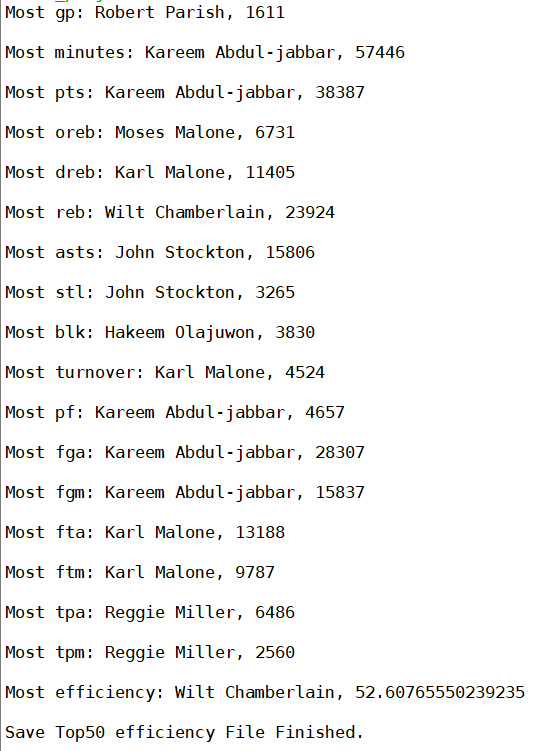 Most gp: Robert Parish, 1611
Most minutes: Kareem Abdul-jabbar, 57446
Most pts: Kareem Abdul-jabbar, 38387
Most oreb: Moses Malone, 6731
Most dreb: Karl Malone, 11405
Most reb: Wilt Chamberlain, 23924
Most asts: John Stockton, 15806
Most stl: John Stockton, 3265
Most blk: Hakeem Olajuwon, 3830
Most turnover: Karl Malone, 4524
Most pf: Kareem Abdul-jabbar, 4657
Most fga: Kareem Abdul-jabbar, 28307
Most fgm: Kareem Abdul-jabbar, 15837
Most fta: Karl Malone, 13188
Most ftm: Karl Malone, 9787
Most tpa: Reggie Miller, 6486
Most tpm: Reggie Miller, 2560
Most efficiency: Wilt Chamberlain, 52.60765550239235
Save Top50 efficiency File Finished.